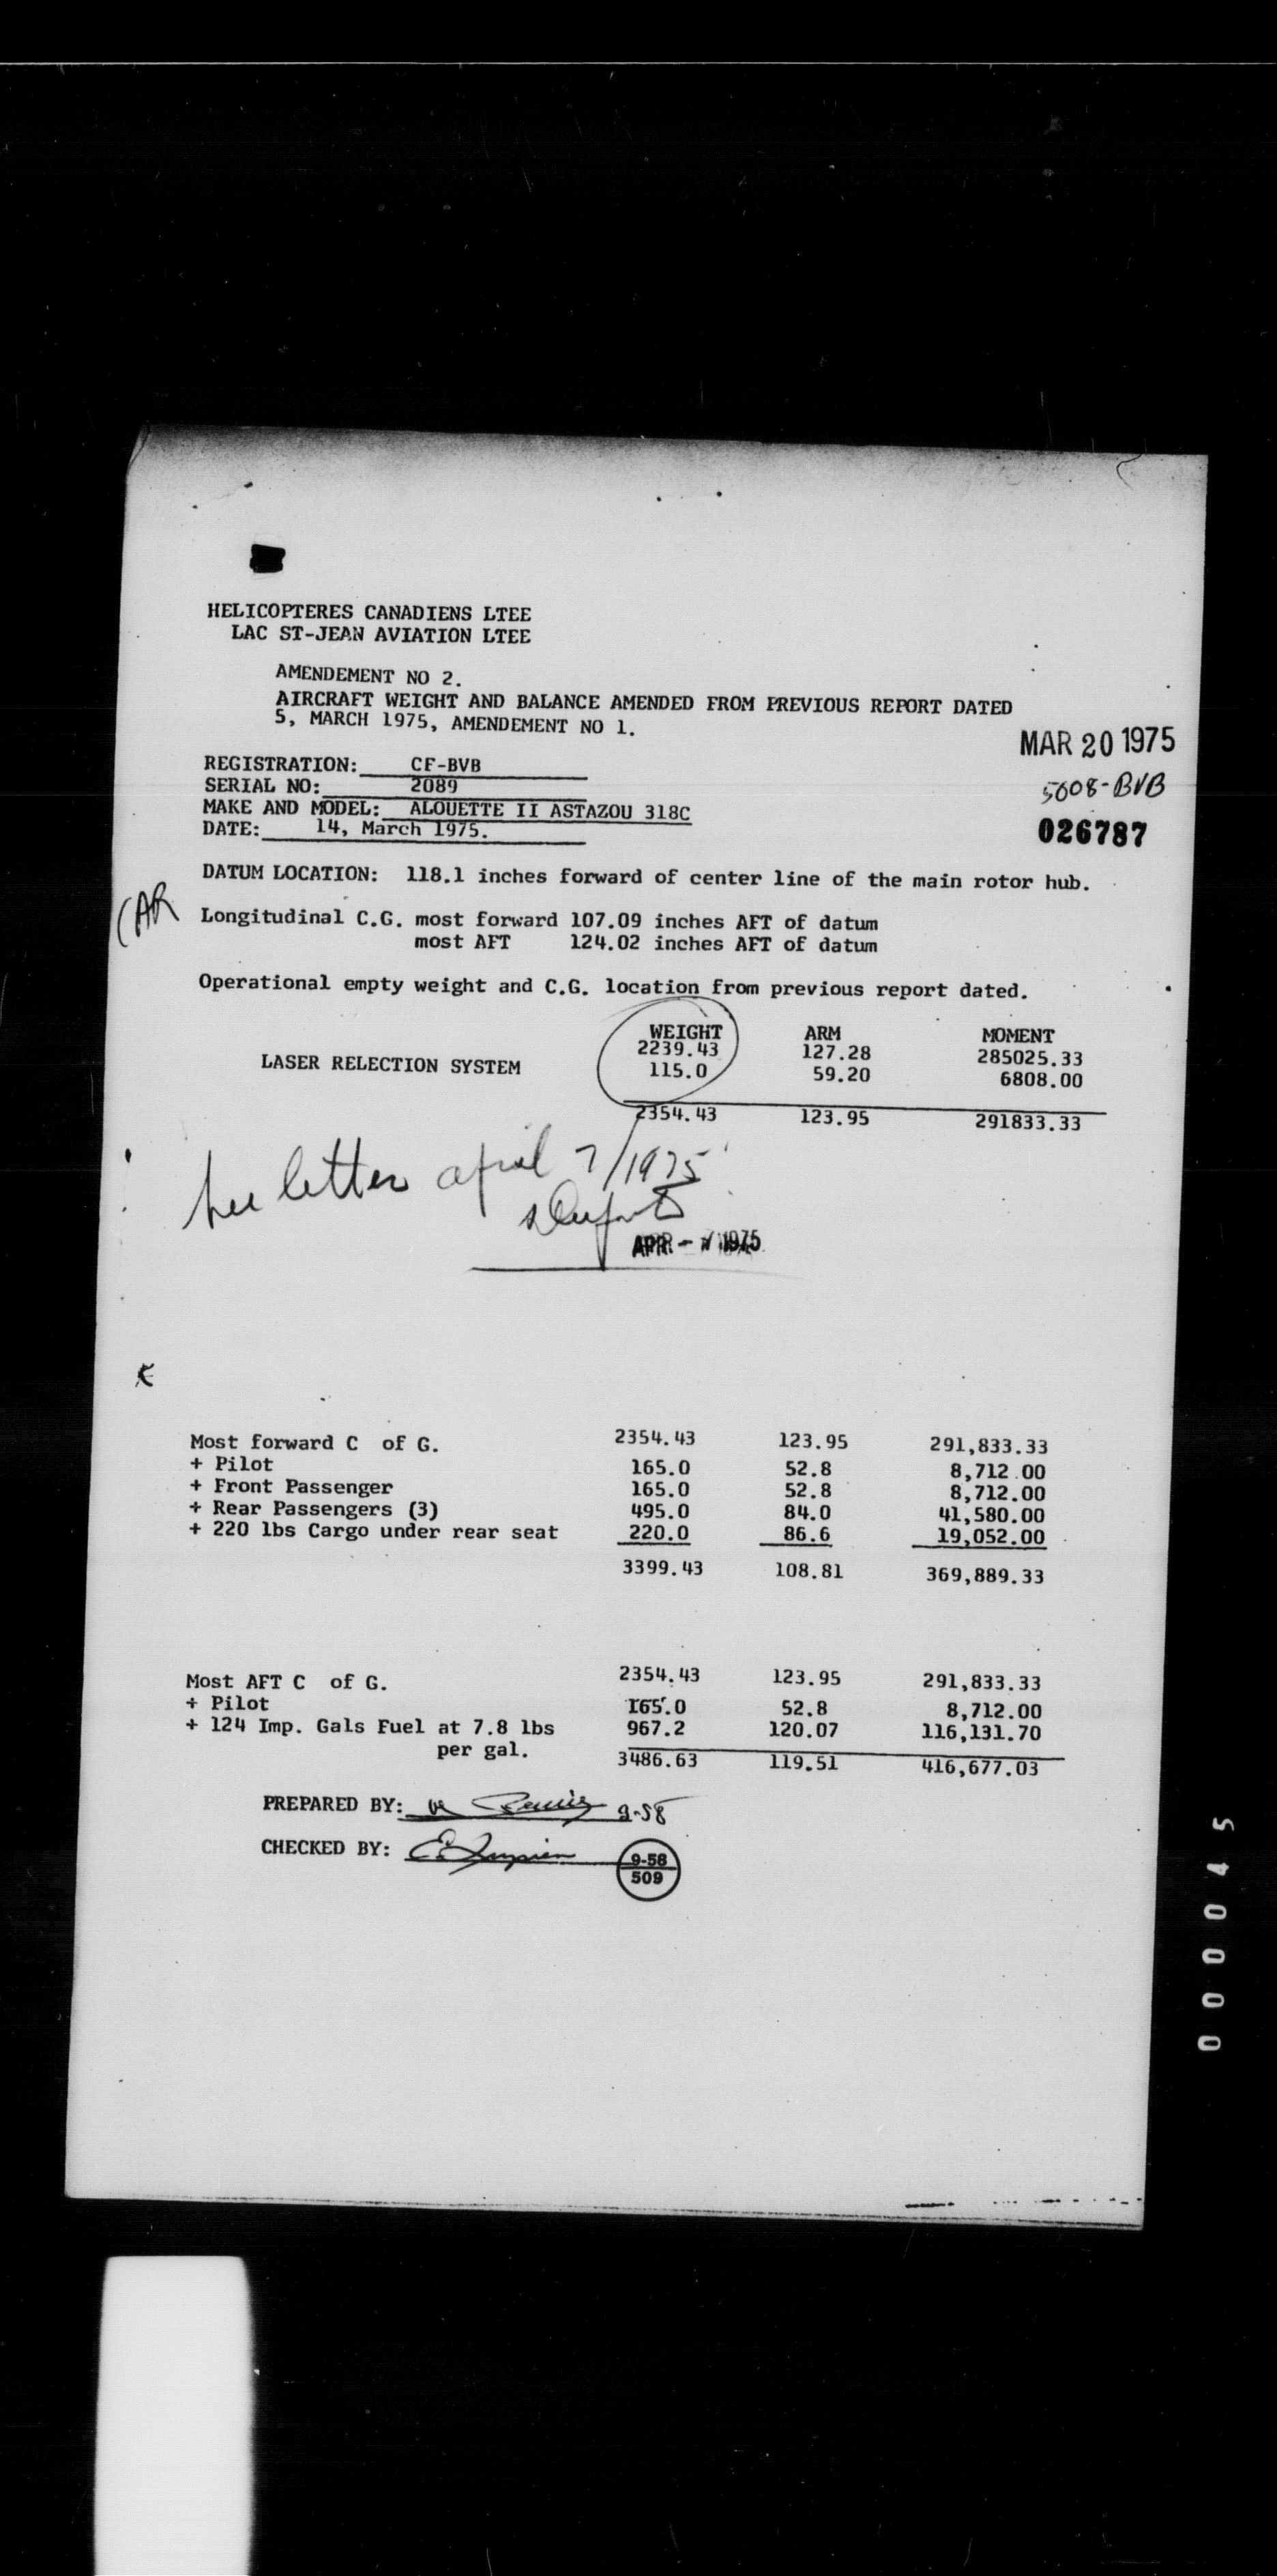 HELICOPTERES CANADIENS LTEE
LAC ST-JEAN AVIATION LTEE
AMENDEMENT NO 2.
AIRCRAFT WEIGHT AND BALANCE AMENDED FROM PREVIOUS REPORT DATED
5, MARCH 1975, AMENDEMENT NO 1.
MAR 20 1975
REGISTRATION: CF-BVB
SERIAL NO: 2089
5608-BVB
MAKE AND MODEL: ALOUETTE II ASTAZOU 318C
DATE: 14, March 1975.
026787
DATUM LOCATION: 118.1 inches forward of center line of the main rotor hub.
CAR
Longitudinal C.G. most forward 107.09 inches AFT of datum
most AFT 124.02 inches AFT of datum
Operational empty weight and C.G. location from previous report dated.
WEIGHT ARM MOMENT
2239.43 127.28 285025.33
LASER RELECTION SYSTEM 115.0 59.20 6808.00
2354.43 123.95 291833.33
See letter april 7/1975
APR - 7 1975
Most forward C of G. 2354.43 123.95 291,833.33
+ Pilot 165.0 52.8 8,712.00
+ Front Passenger 165.0 52.8 8,712.00
+ Rear Passengers (3) 495.0 84.0 41,580.00
+ 220 lbs Cargo under rear seat 220.0 86.6 19,052.00
3399.43 108.81 369,889.33
Most AFT C of G. 2354.43 123.95 291,833.33
+ Pilot 165.0 52.8 8,712.00
+ 124 Imp. Gals Fuel at 7.8 lbs 967.2 120.07 116,131.70
per gal. 3486.63 119.51 416,677.03
PREPARED BY: 9-58
CHECKED BY: 9-58
509
000045